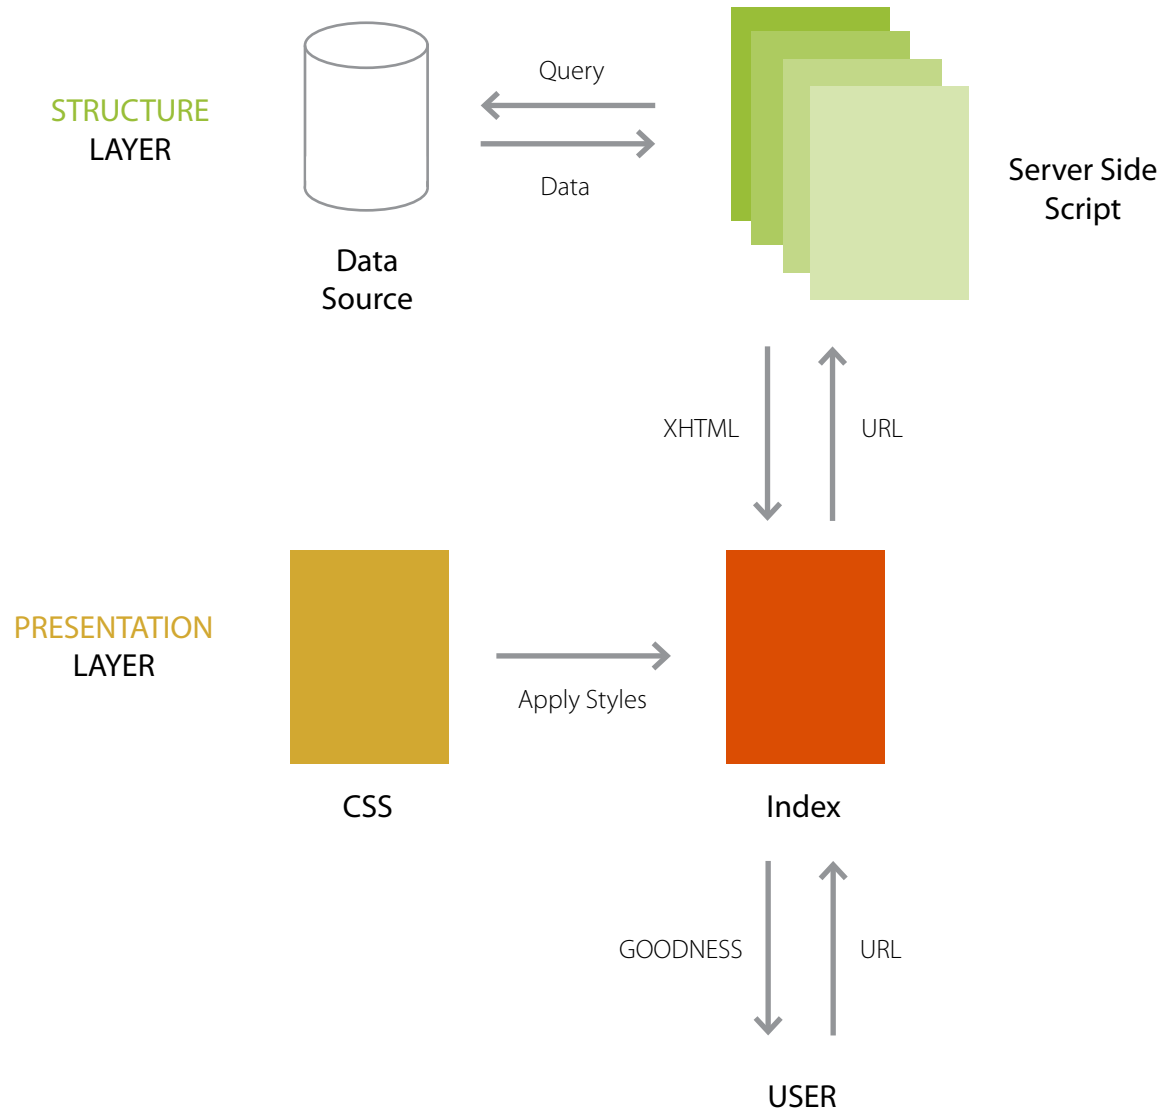 Query
STRUCTURE
LAYER
Data
Server Side
Script
Data
Source
XHTML
URL
PRESENTATION
LAYER
Apply Styles
CSS
Index
GOODNESS
URL
USER